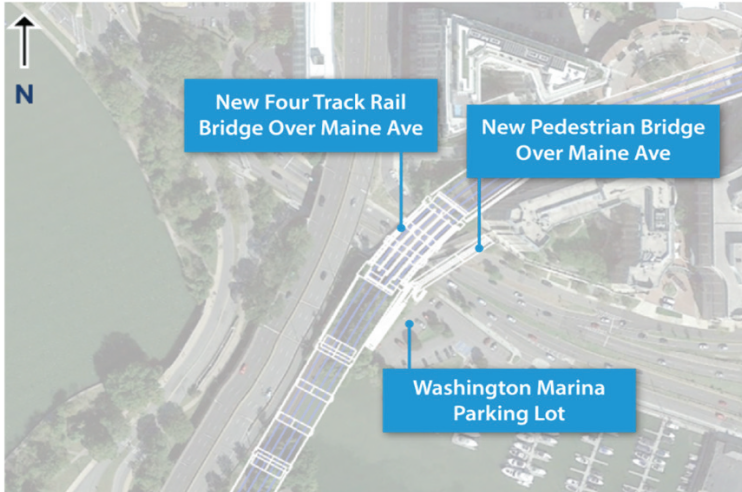 N
New Four Track Rail
Bridge Over Maine Ave
New Pedestrian Bridge
Over Maine Ave
Washington Marina
Parking Lot